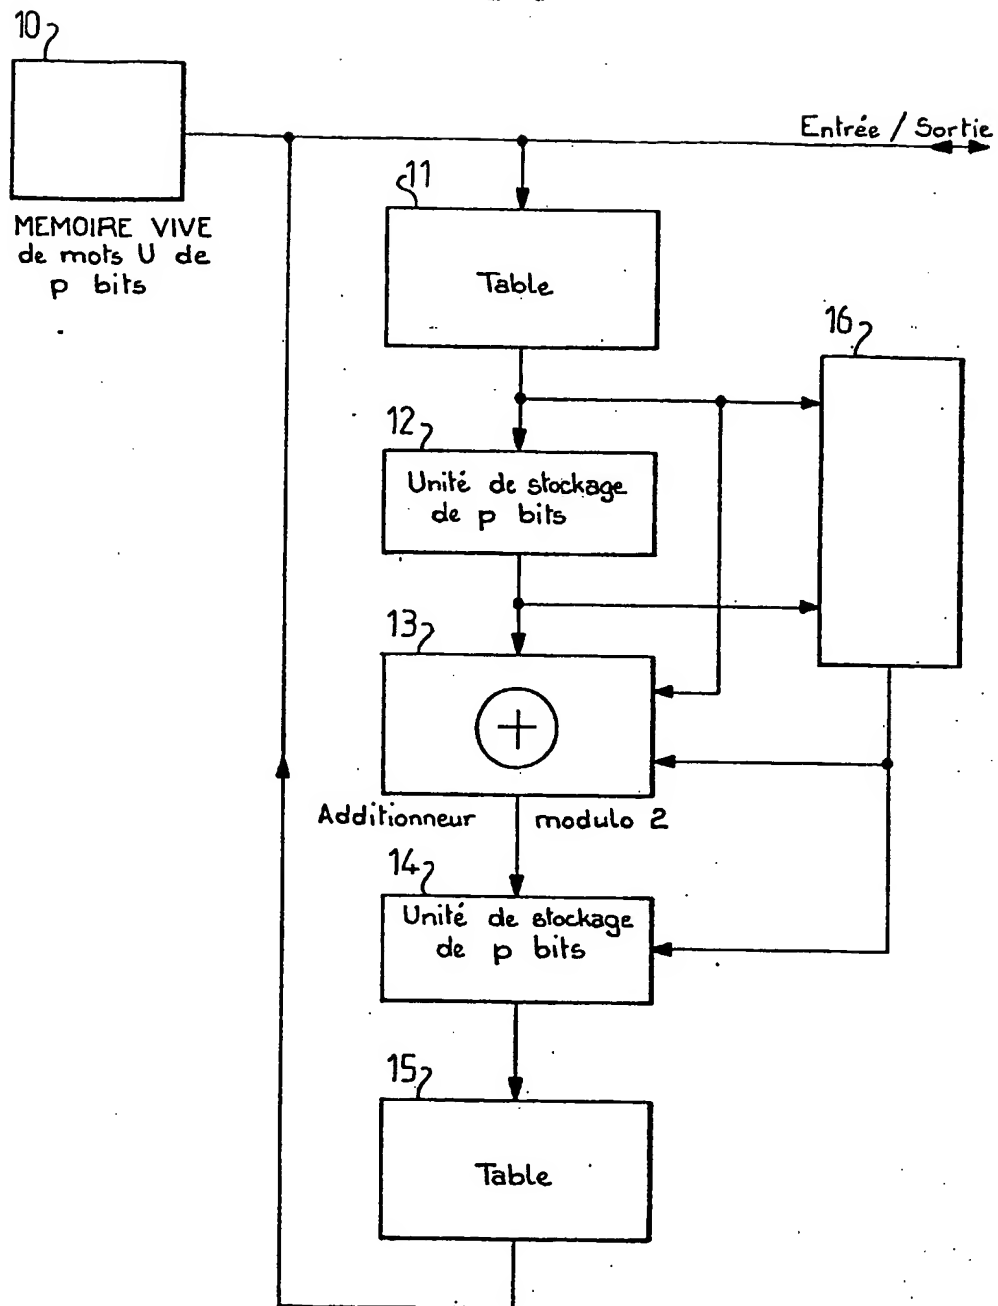 10
Entrée / Sortie
MEMOIRE VIVE
de mots U de
p bits
11
Table
16
12
Unité de stockage
de p bits
13
+
Additionneur modulo 2
14
Unité de stockage
de p bits
15
Table